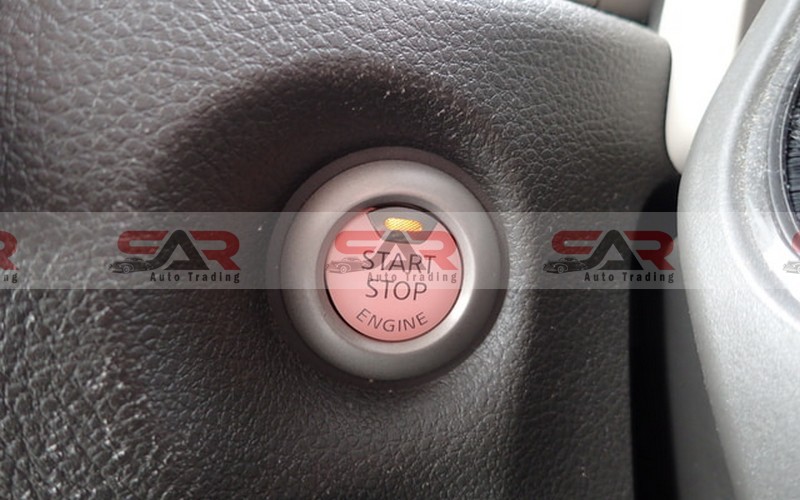 SAR
Auto Trading
START
STOP
ENGINE
SAR
Auto Trading
SAR
Auto Trading